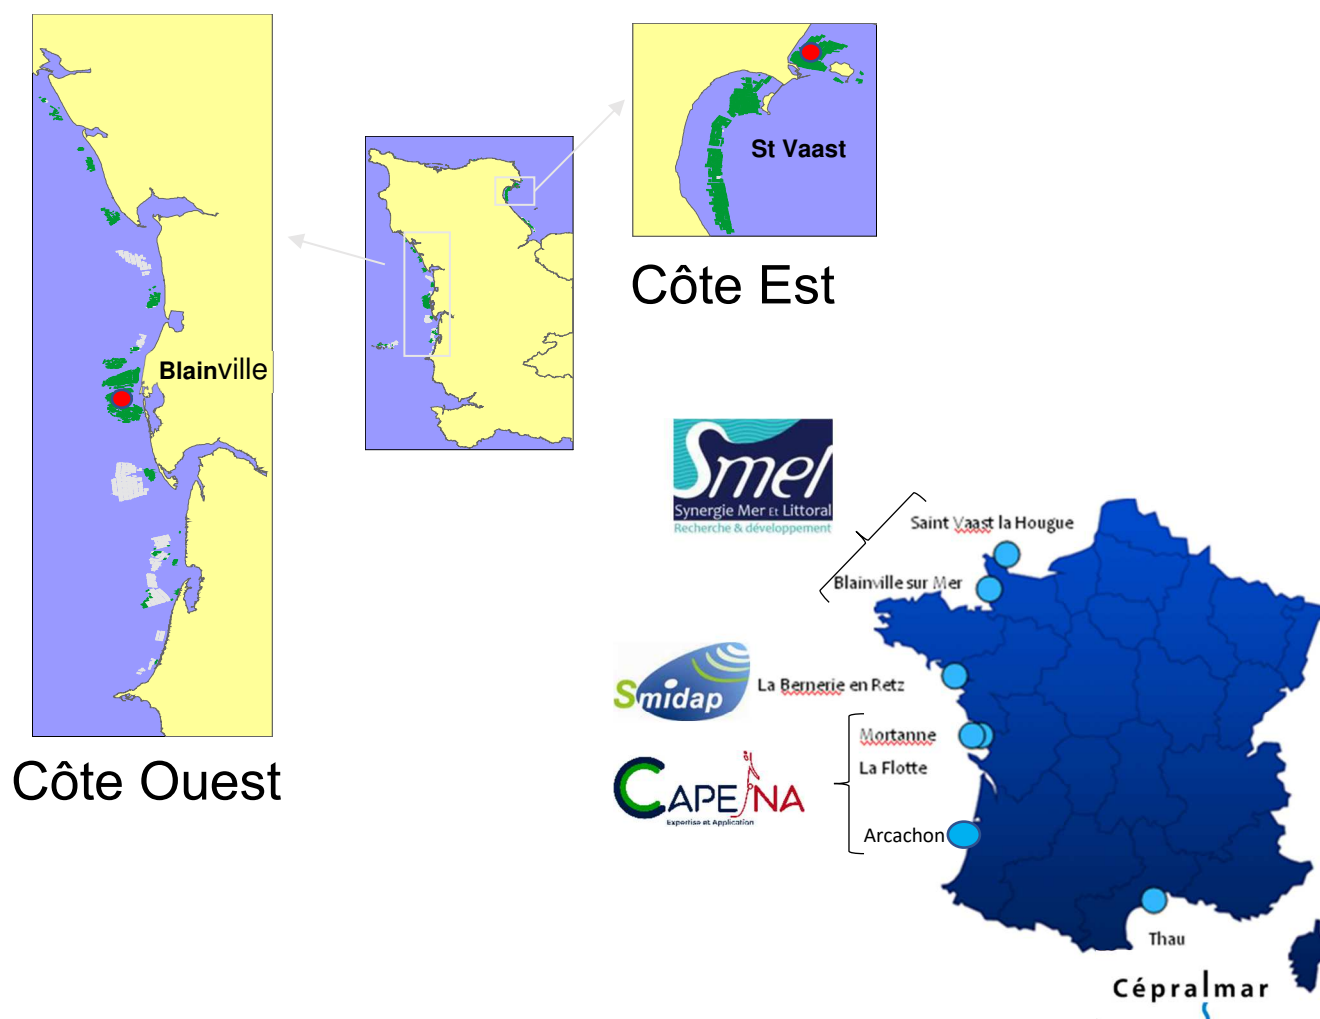 St Vaast
Côte Est
Blainville
Côte Ouest
Smel
Synergie Mer Et Littoral
Recherche & développement
Saint Vaast la Hougue
Blainville sur Mer
Smidap
La Bernerie en Retz
Mortanne
La Flotte
CAPENA
Expertise et Application
Arcachon
Thau
Cépralmar